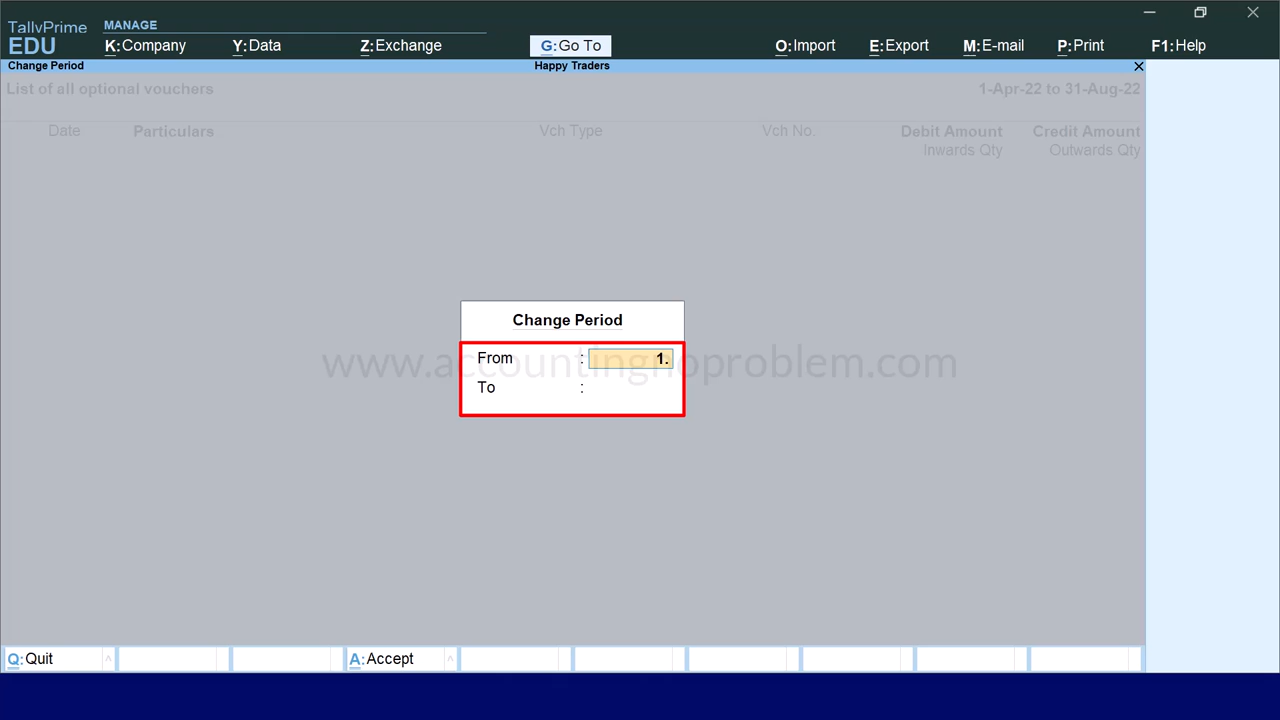 TallyPrime MANAGE
EDU K:Company Y:Data Z:Exchange G:Go To O:Import E:Export M:E-mail P:Print F1:Help
Change Period Happy Traders
List of all optional vouchers 1-Apr-22 to 31-Aug-22
Date Particulars Vch Type Vch No. Debit Amount Credit Amount
Inwards Qty Outwards Qty
Change Period
From : 1.
www.accountingnoproblem.com
To :
Q:Quit A:Accept